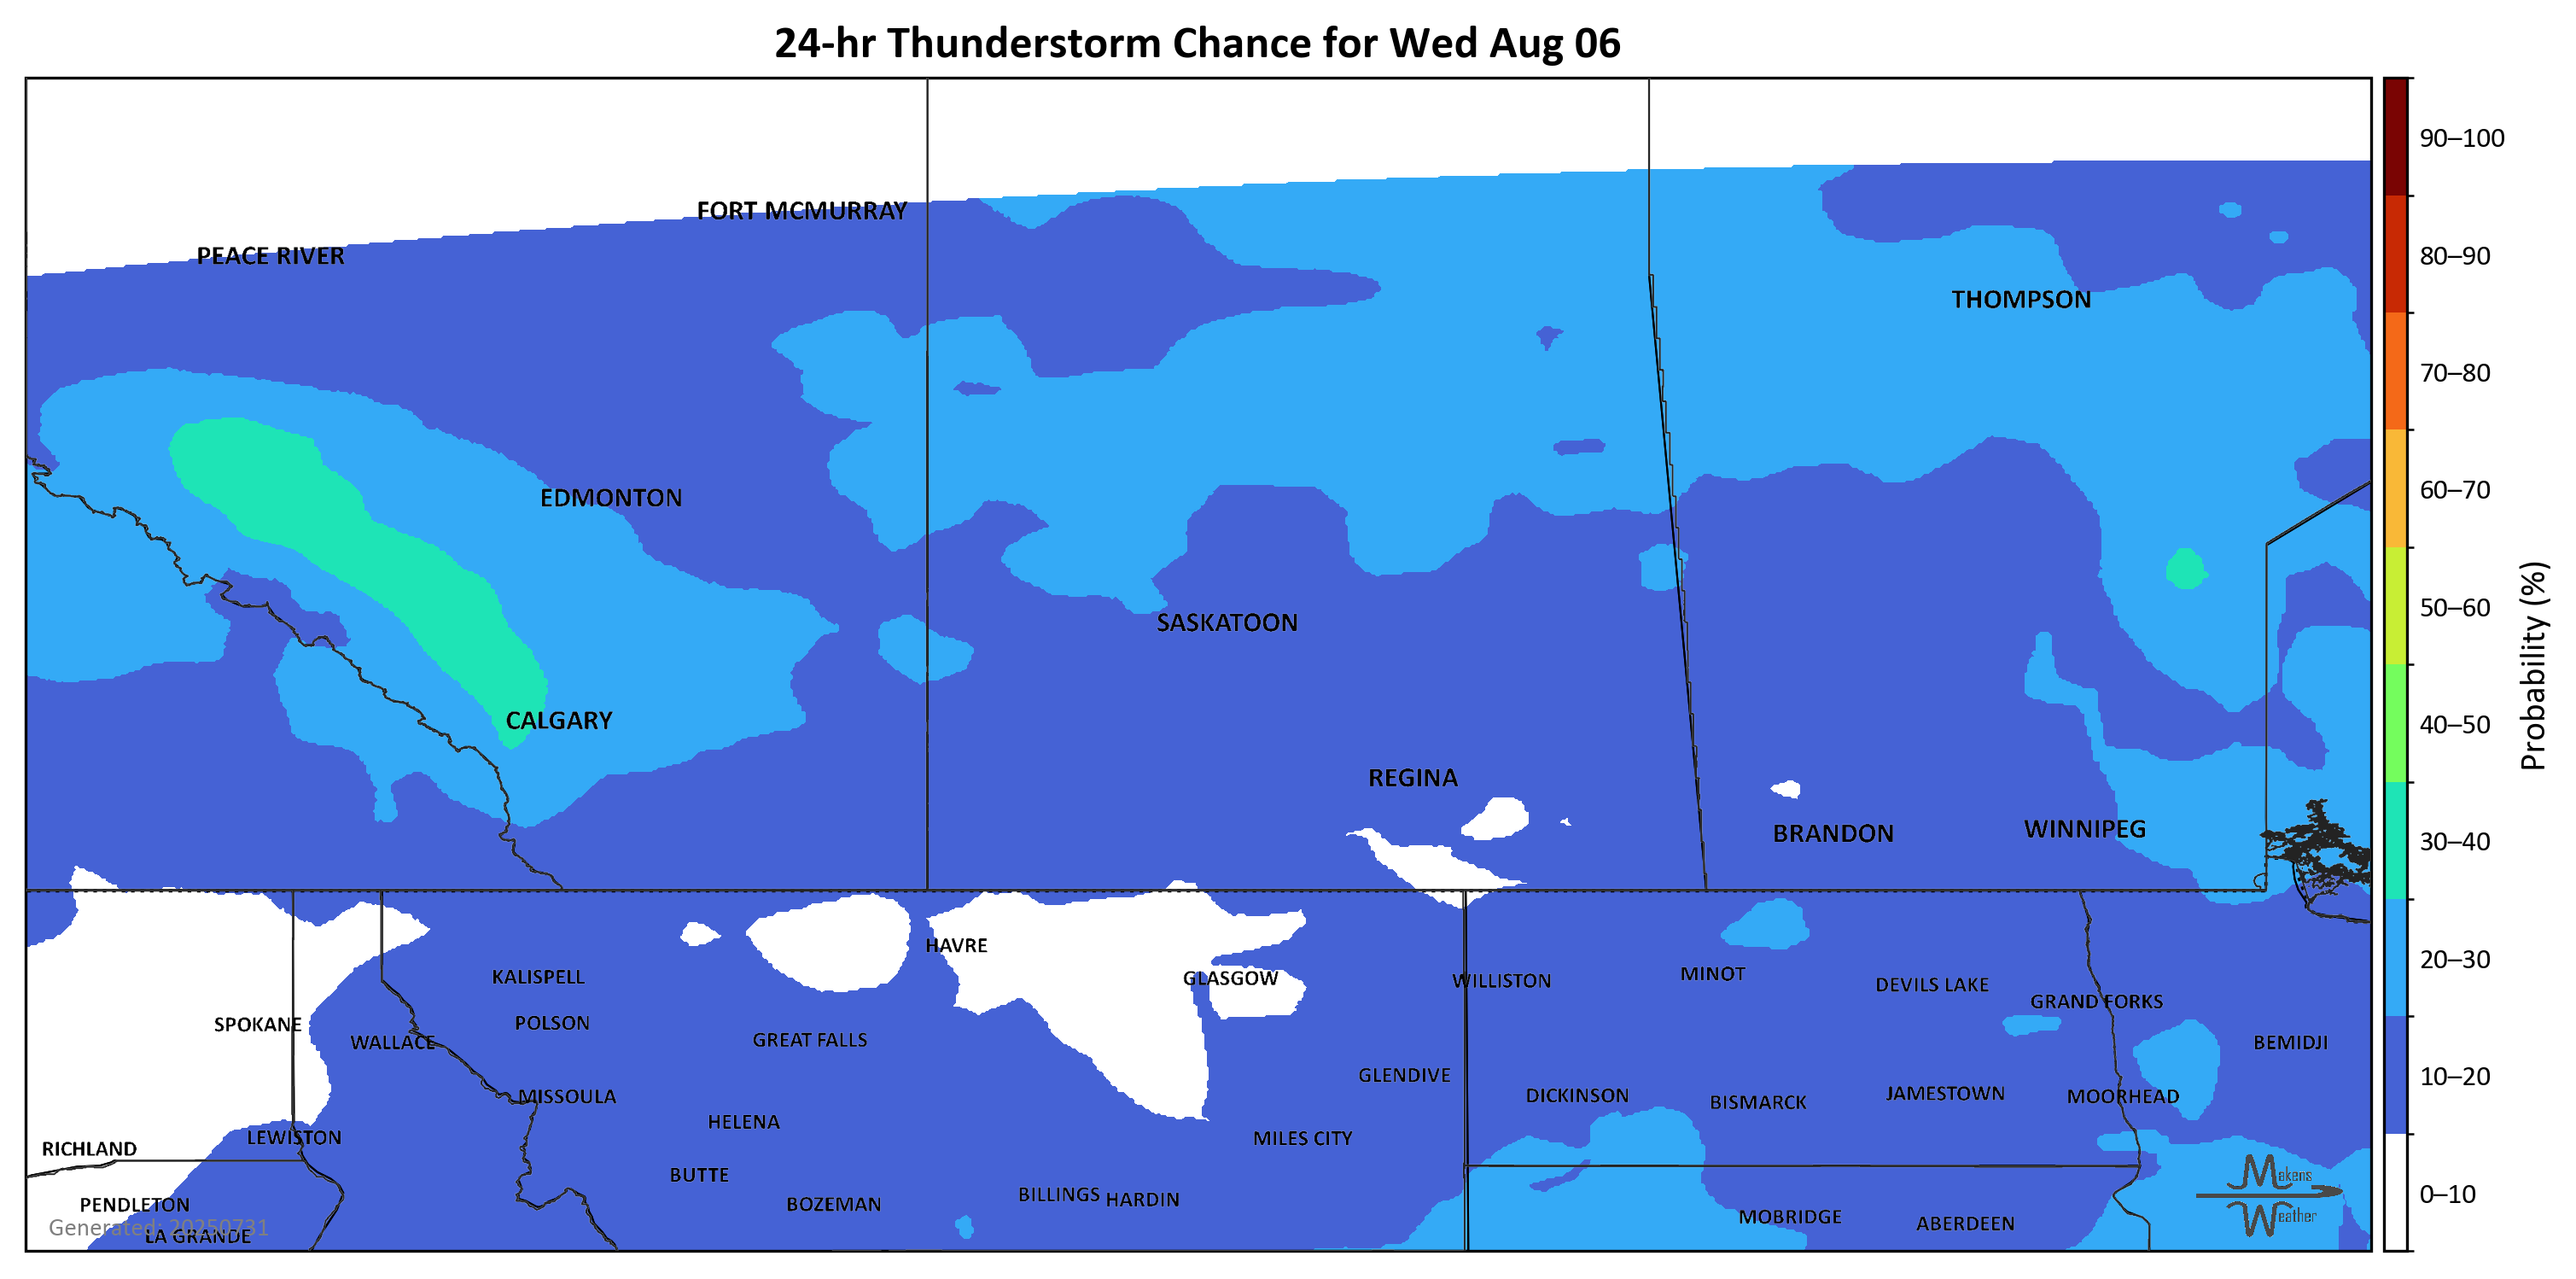 24-hr Thunderstorm Chance for Wed Aug 06
90–100
FORT MCMURRAY
PEACE RIVER
80–90
THOMPSON
70–80
EDMONTON
60–70
50–60
SASKATOON
CALGARY
40–50
Probability (%)
REGINA
BRANDON
WINNIPEG
30–40
HAVRE
KALISPELL
GLASGOW
WILLISTON
MINOT
DEVILS LAKE
20–30
GRAND FORKS
SPOKANE
POLSON
WALLACE
GREAT FALLS
BEMIDJI
GLENDIVE
10–20
MISSOULA
DICKINSON
BISMARCK
JAMESTOWN
MOORHEAD
HELENA
LEWISTON
MILES CITY
RICHLAND
BUTTE
Makens
BILLINGS
HARDIN
0–10
PENDLETON
BOZEMAN
MOBRIDGE
ABERDEEN
Weather
Generated: 20250731
LA GRANDE